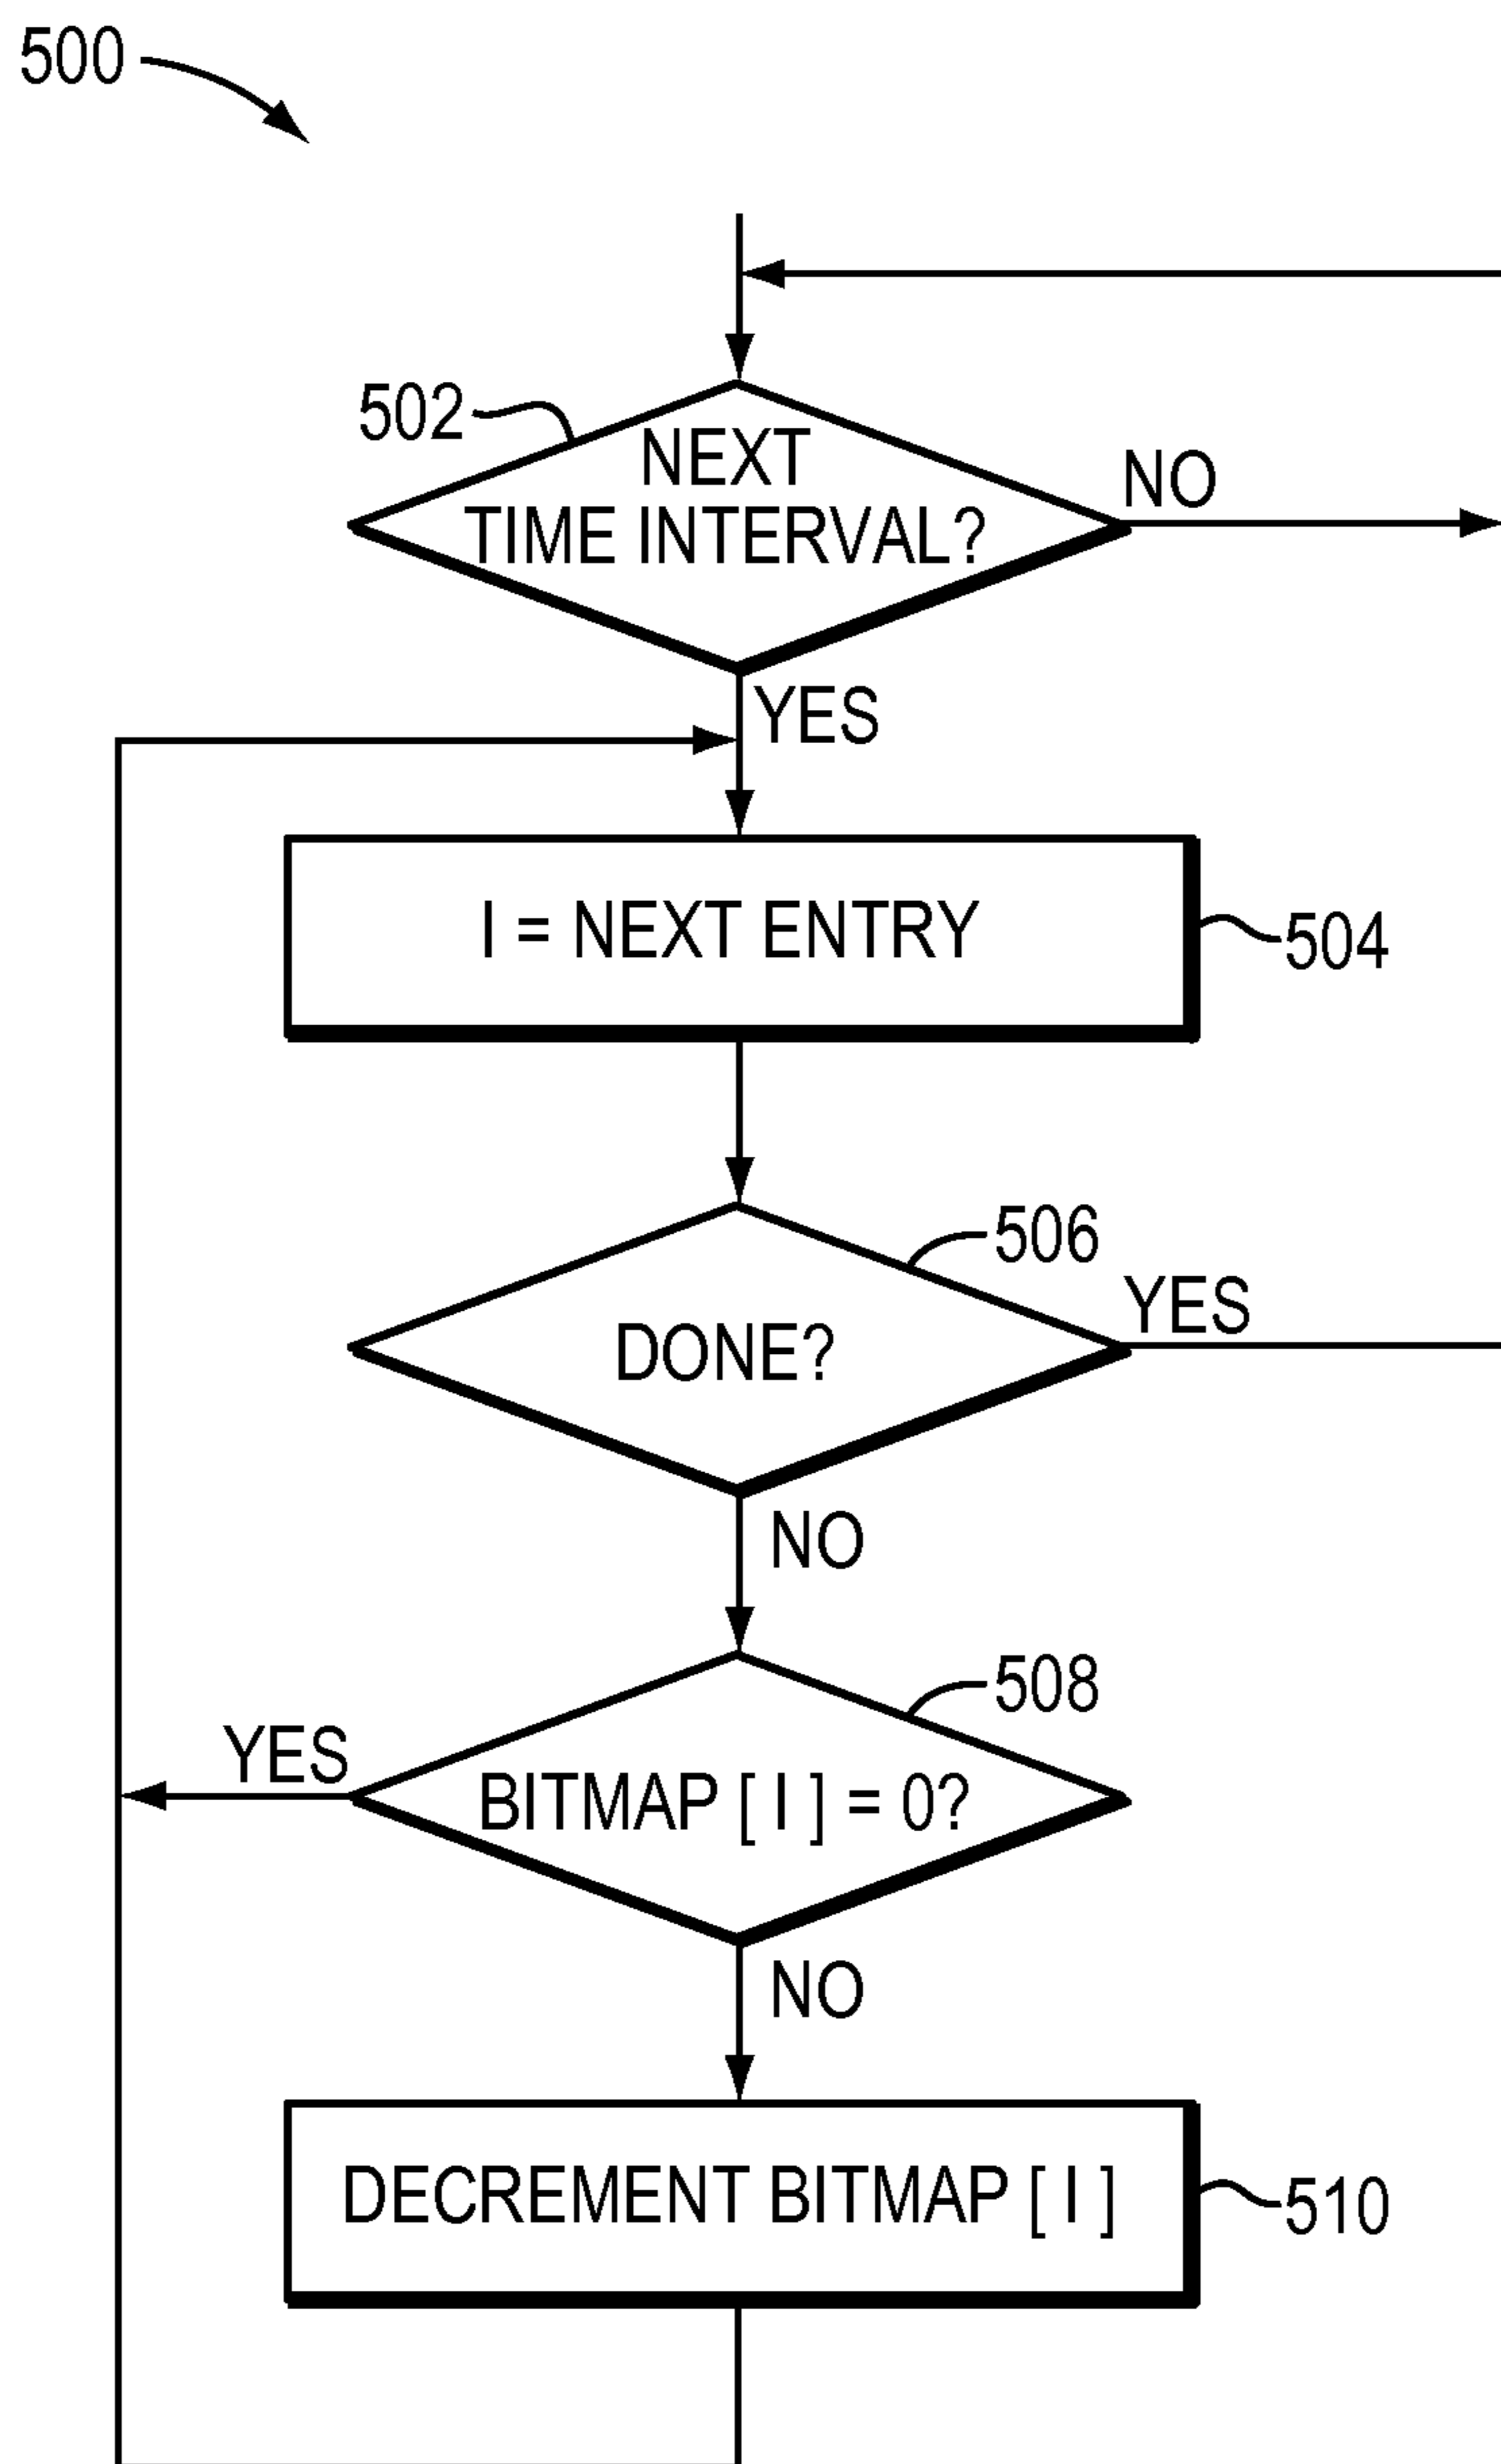 500
502
NEXT
TIME INTERVAL?
NO
YES
I = NEXT ENTRY
504
506
DONE?
YES
NO
508
YES
BITMAP [ I ] = 0?
NO
DECREMENT BITMAP [ I ]
510